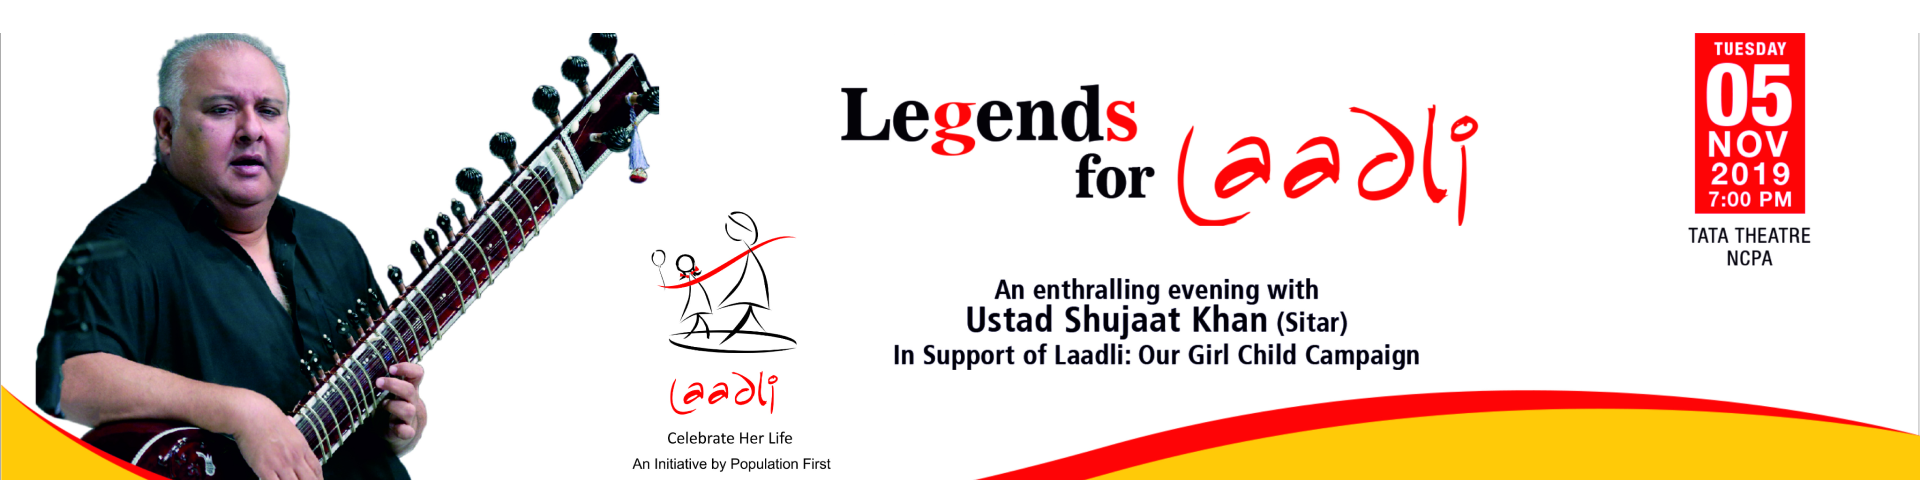 Legends
for Laadli
An enthralling evening with
Ustad Shujaat Khan (Sitar)
In Support of Laadli: Our Girl Child Campaign
TUESDAY
05
NOV
2019
7:00 PM
TATA THEATRE
NCPA
Laadli
Celebrate Her Life
An Initiative by Population First